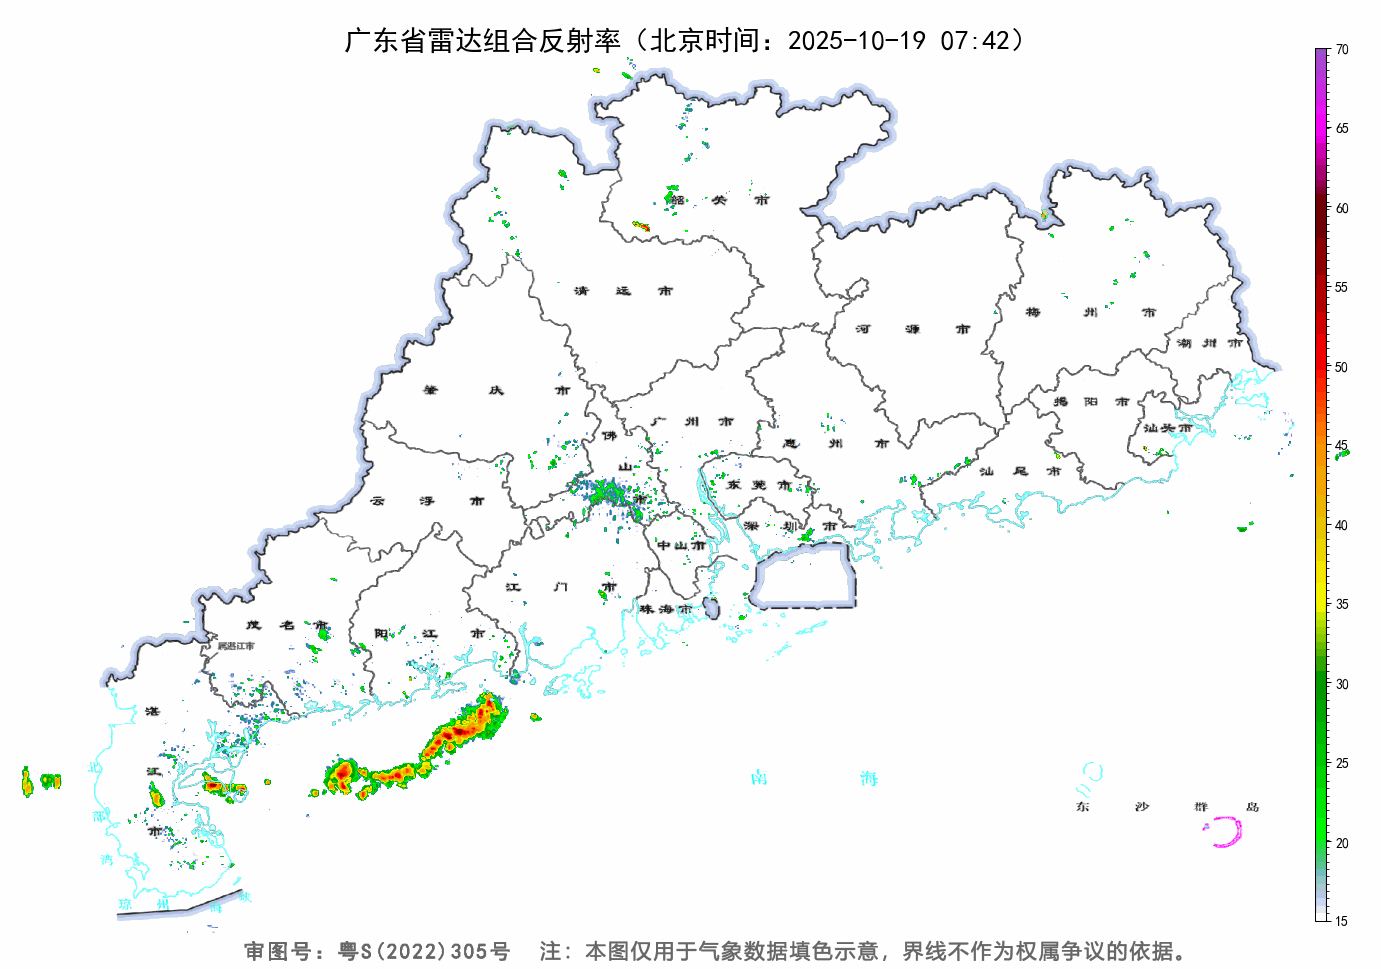 广东省雷达组合反射率（北京时间：2025-10-19 07:42）
70
65
60
55
50
45
40
35
30
25
20
15
韶 关 市
清 远 市
河 源 市
梅 州 市
潮 州 市
肇 庆 市
揭 阳 市
汕头市
广 州 市
佛 山 市
惠 州 市
汕 尾 市
东 莞 市
云 浮 市
深 圳 市
中山市
江 门 市
珠海市
茂 名 市
阳 江 市
属湛江市
湛 江 市
北 部 湾
南 海
东 沙 群 岛
琼 州 海 峡
审图号：粤S(2022)305号 注：本图仅用于气象数据填色示意，界线不作为权属争议的依据。